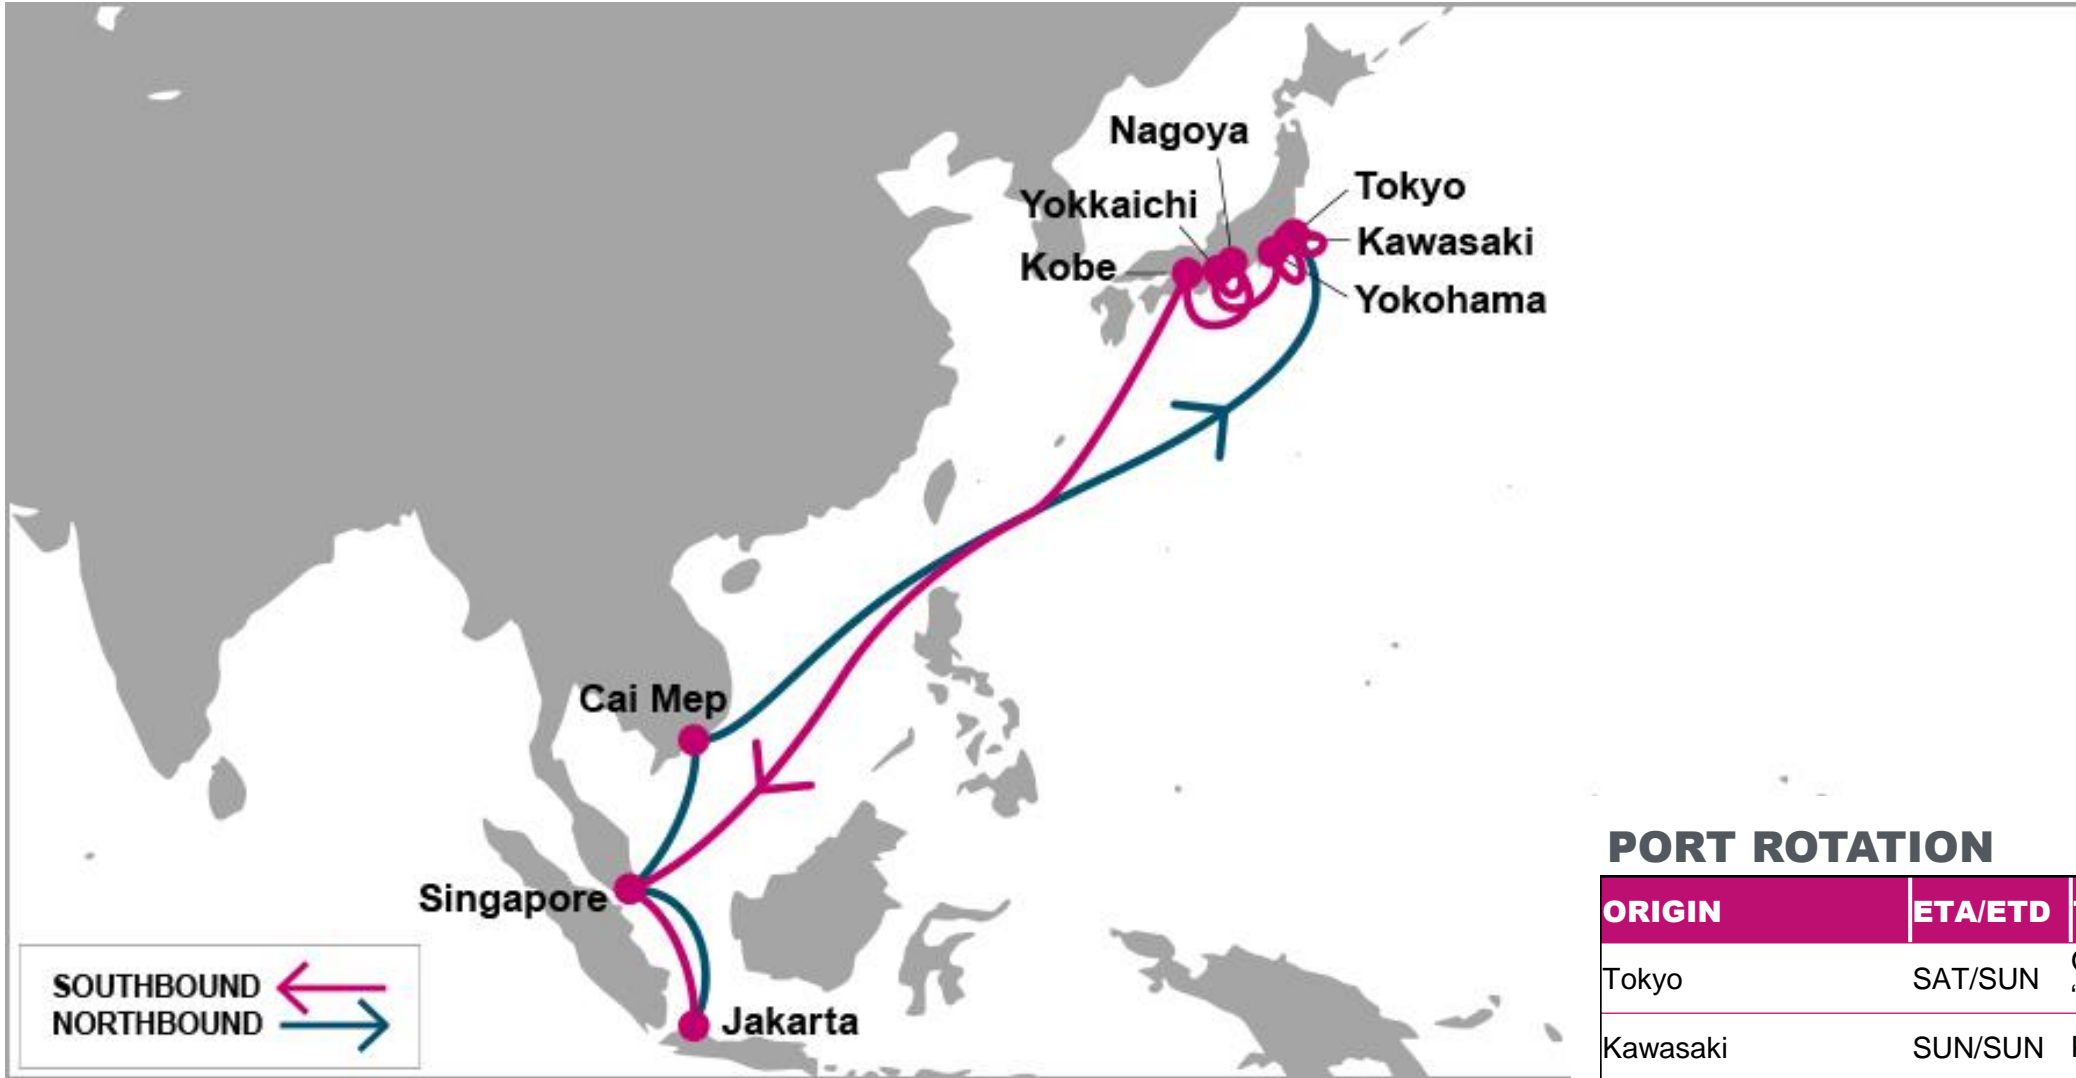 Nagoya
Tokyo
Yokkaichi
Kawasaki
Kobe
Yokohama
Cai Mep
Singapore
Jakarta
SOUTHBOUND
NORTHBOUND
PORT ROTATION
ORIGIN ETA/ETD
Tokyo SAT/SUN
Kawasaki SUN/SUN